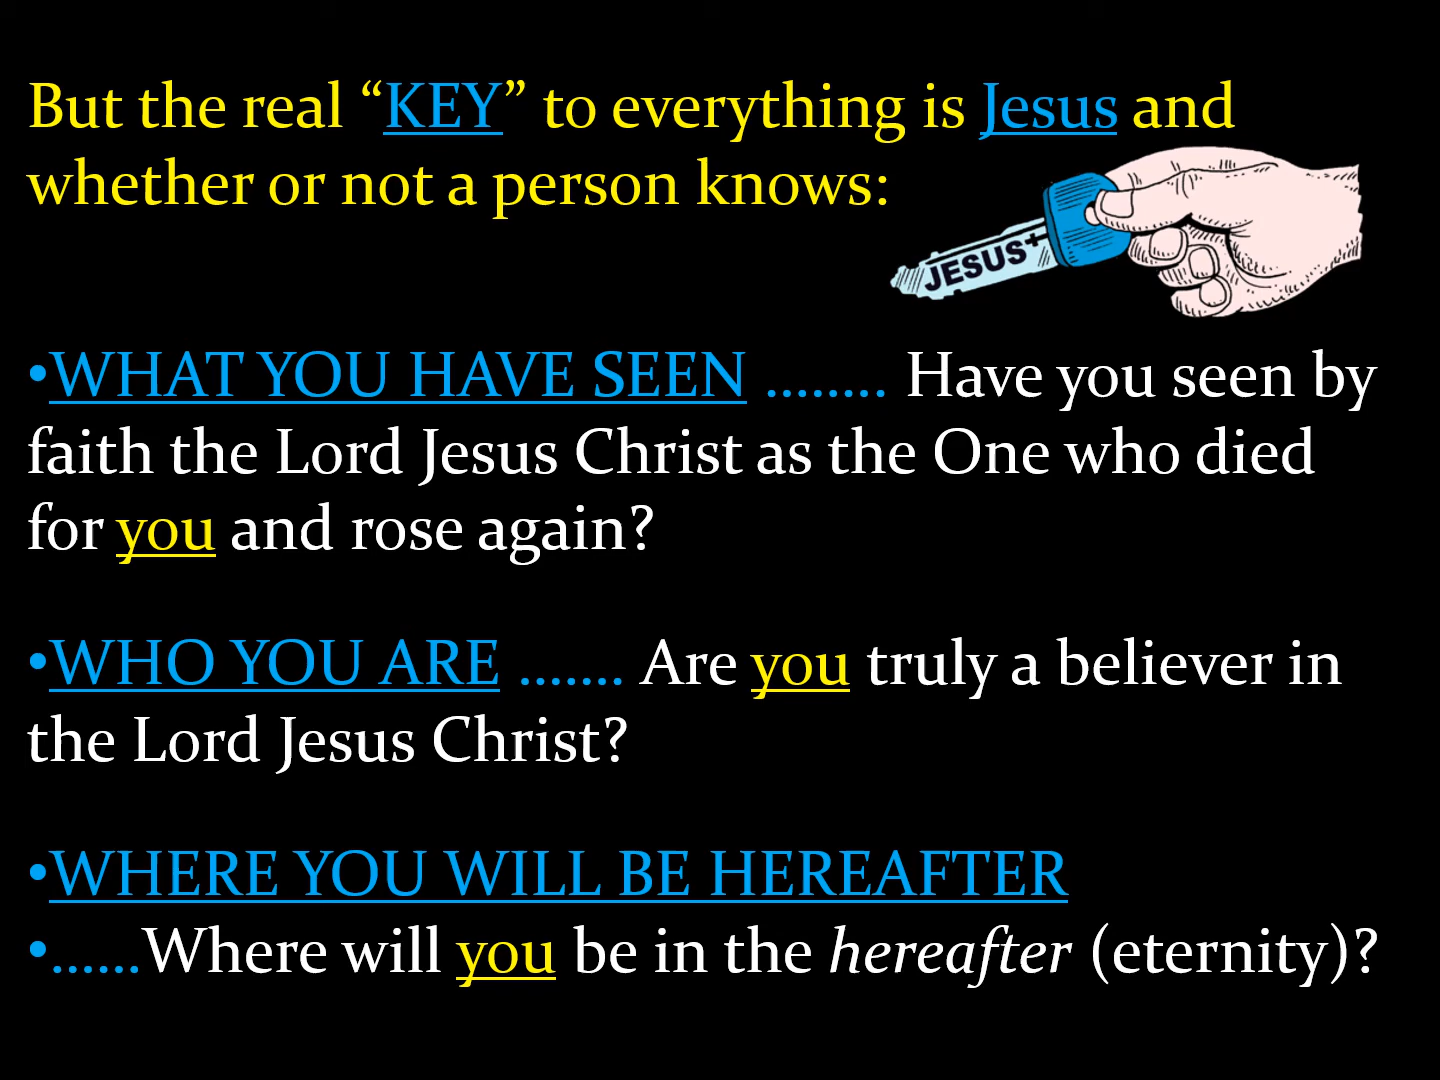 But the real “KEY” to everything is Jesus and
whether or not a person knows:
JESUS+
•WHAT YOU HAVE SEEN ........ Have you seen by
faith the Lord Jesus Christ as the One who died
for you and rose again?
•WHO YOU ARE ....... Are you truly a believer in
the Lord Jesus Christ?
•WHERE YOU WILL BE HEREAFTER
•......Where will you be in the hereafter (eternity)?